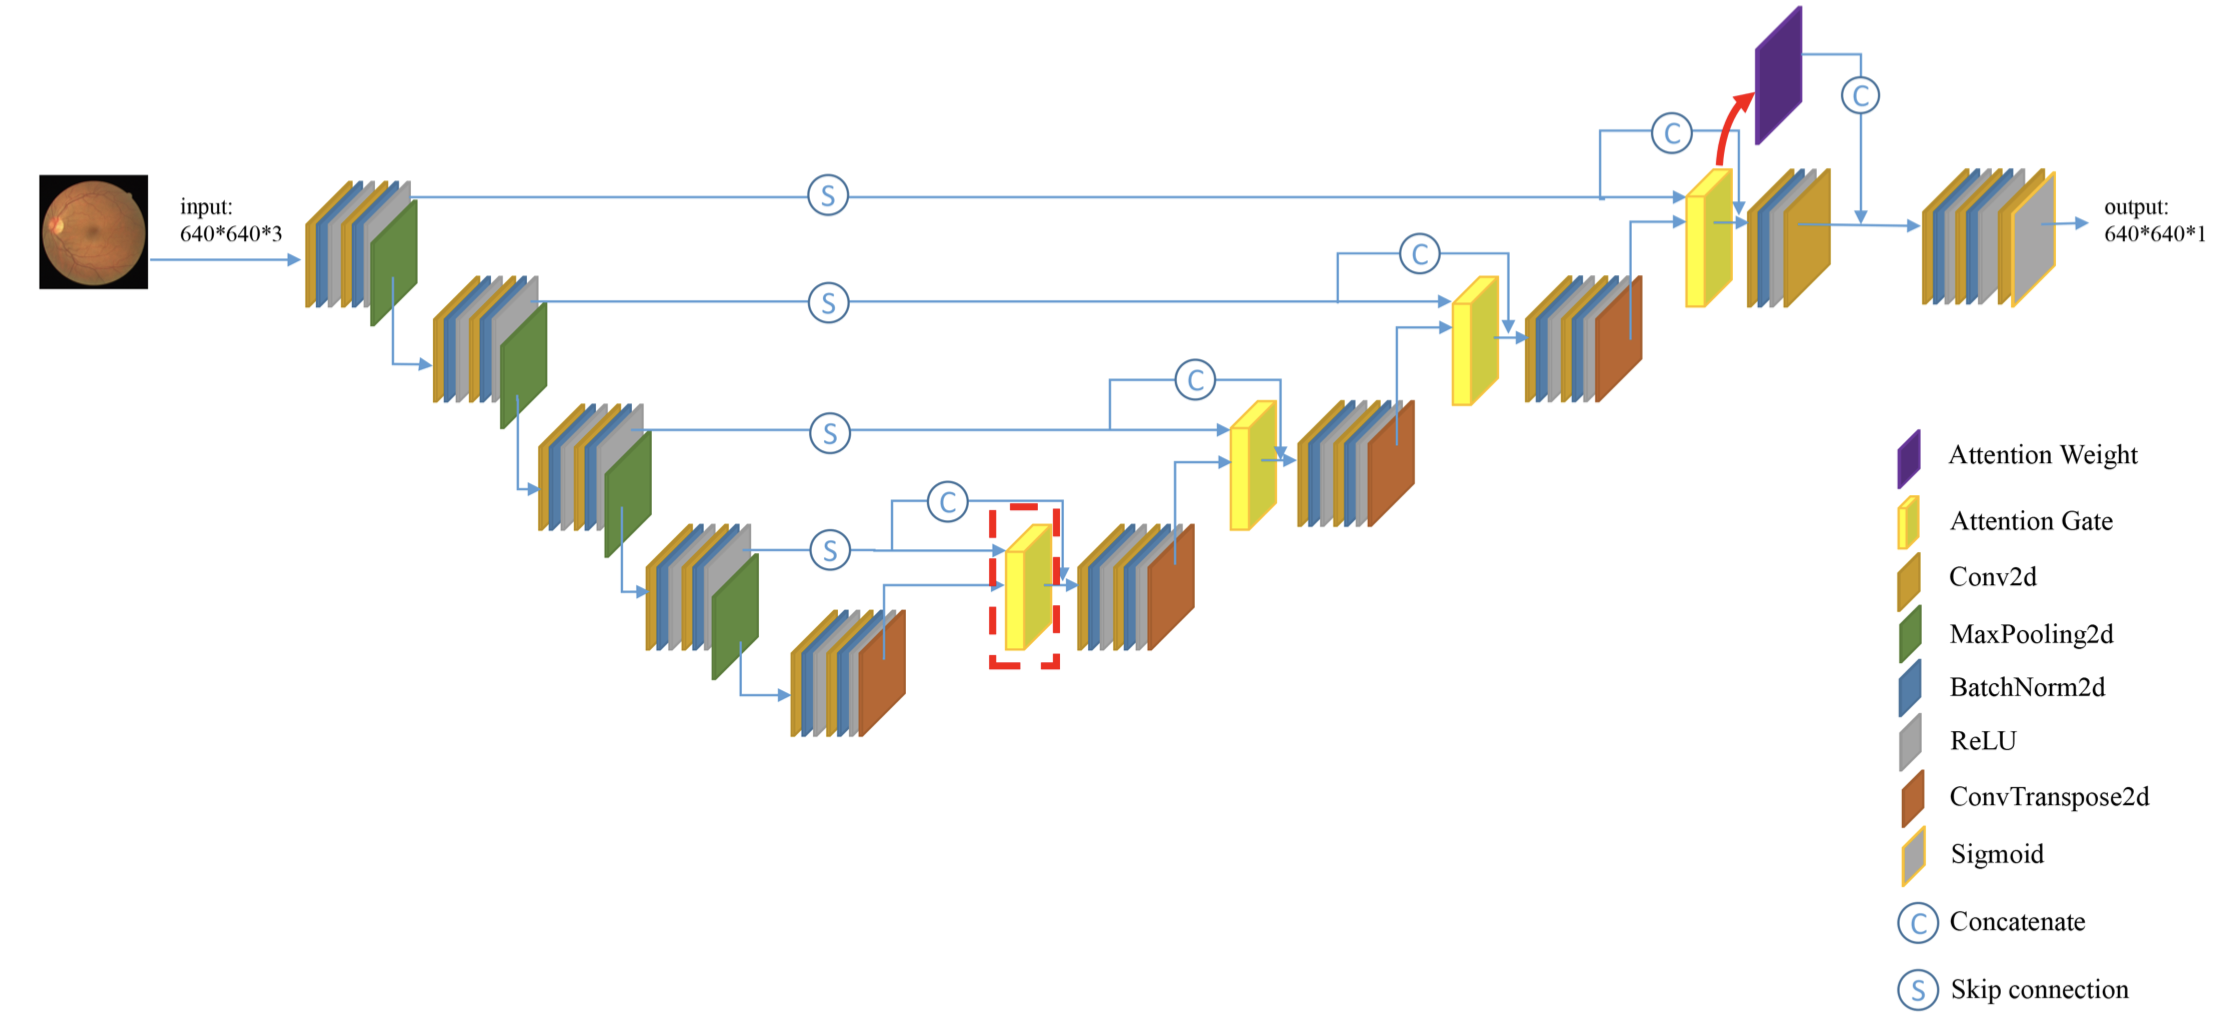 input:
640*640*3
S
S
S
S
C
C
C
C
C
output:
640*640*1
Attention Weight
Attention Gate
Conv2d
MaxPooling2d
BatchNorm2d
ReLU
ConvTranspose2d
Sigmoid
C Concatenate
S Skip connection